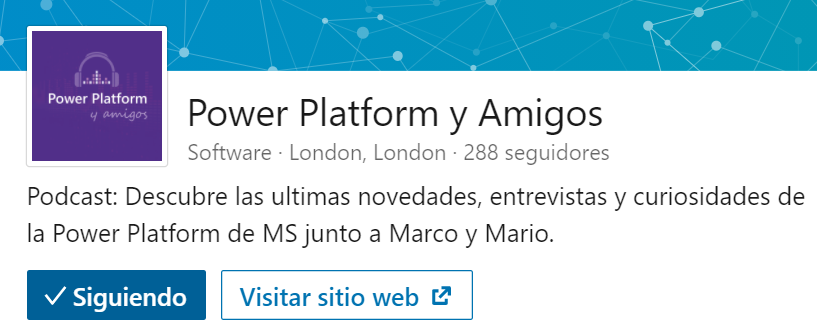 Power Platform
y amigos
Power Platform y Amigos
Software · London, London · 288 seguidores
Podcast: Descubre las ultimas novedades, entrevistas y curiosidades de
la Power Platform de MS junto a Marco y Mario.
Siguiendo
Visitar sitio web